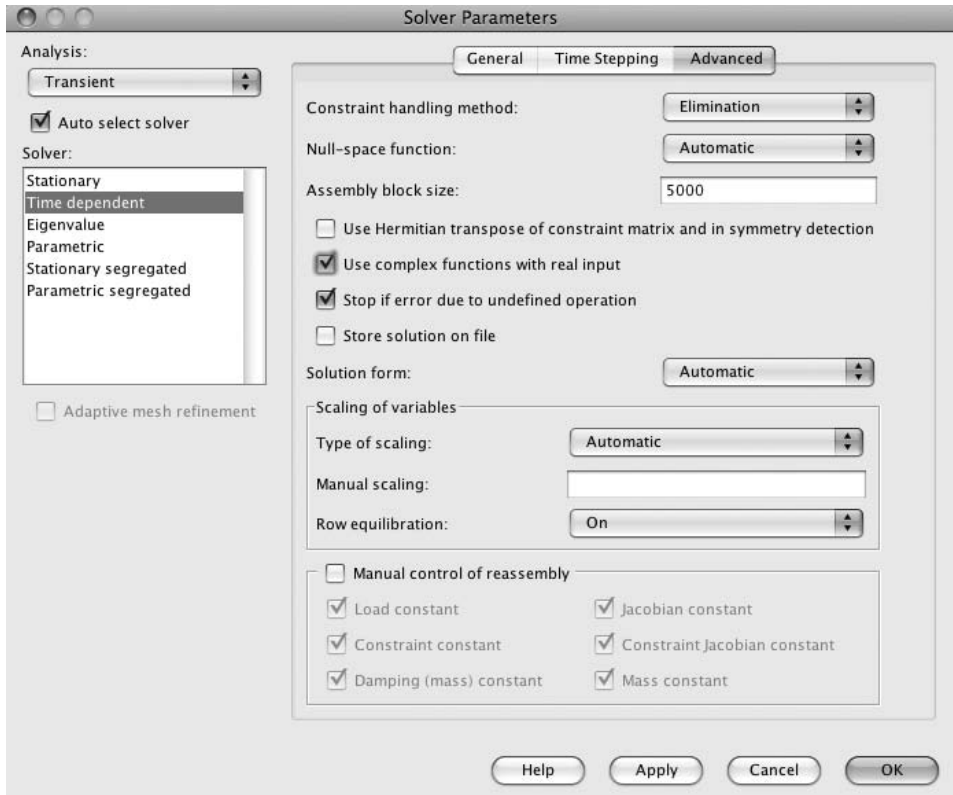 Solver Parameters
Analysis:
Transient
Auto select solver
Solver:
Stationary
Time dependent
Eigenvalue
Parametric
Stationary segregated
Parametric segregated
Adaptive mesh refinement
General Time Stepping Advanced
Constraint handling method: Elimination
Null-space function: Automatic
Assembly block size: 5000
Use Hermitian transpose of constraint matrix and in symmetry detection
Use complex functions with real input
Stop if error due to undefined operation
Store solution on file
Solution form: Automatic
Scaling of variables
Type of scaling: Automatic
Manual scaling:
Row equilibration: On
Manual control of reassembly
Load constant Jacobian constant
Constraint constant Constraint Jacobian constant
Damping (mass) constant Mass constant
Help Apply Cancel OK